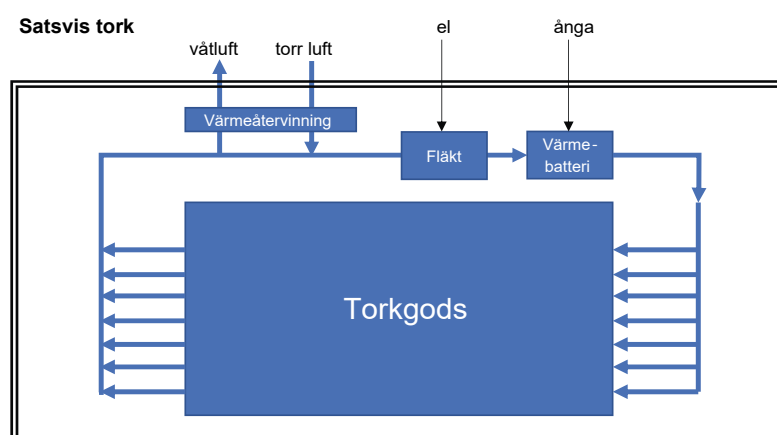 Satsvis tork
våtluft torr luft el ånga
Värmeåtervinning
Fläkt
Värme-
batteri
Torkgods